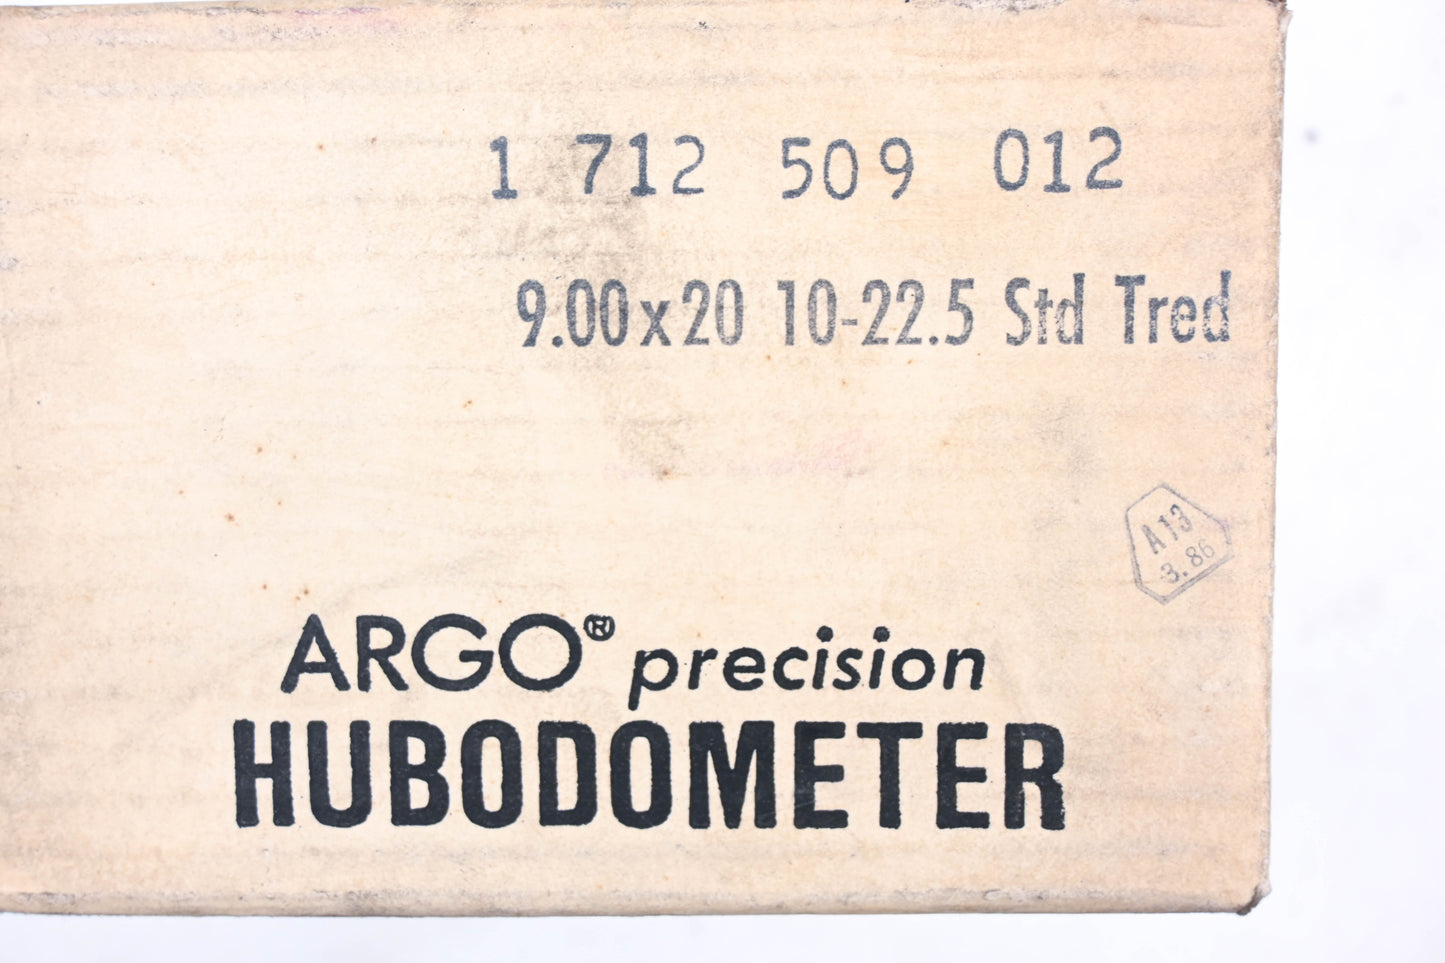 1 712 509 012
9.00x20 10-22.5 Std Tred
A13
3.86
ARGO® precision
HUBODOMETER